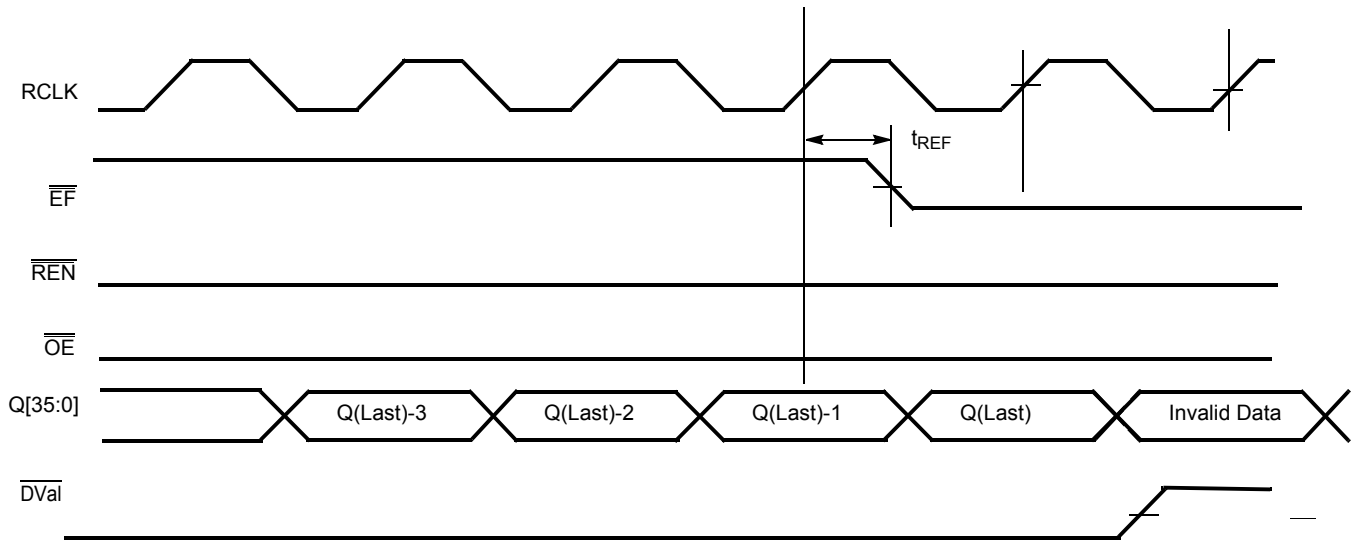 RCLK
tREF
EF
REN
OE
Q[35:0]
Q(Last)-3
Q(Last)-2
Q(Last)-1
Q(Last)
Invalid Data
DVal